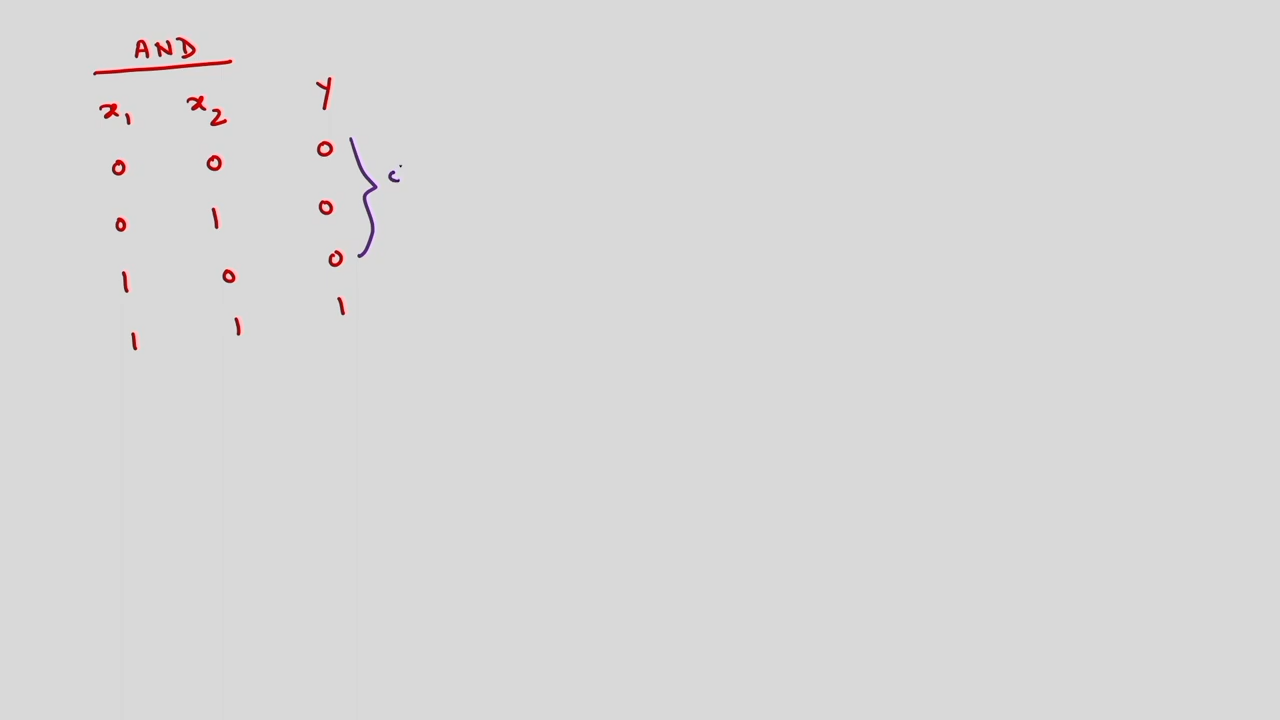 AND
x₁ x₂ y
0 0 0
0 1 0
1 0 0
1 1 1